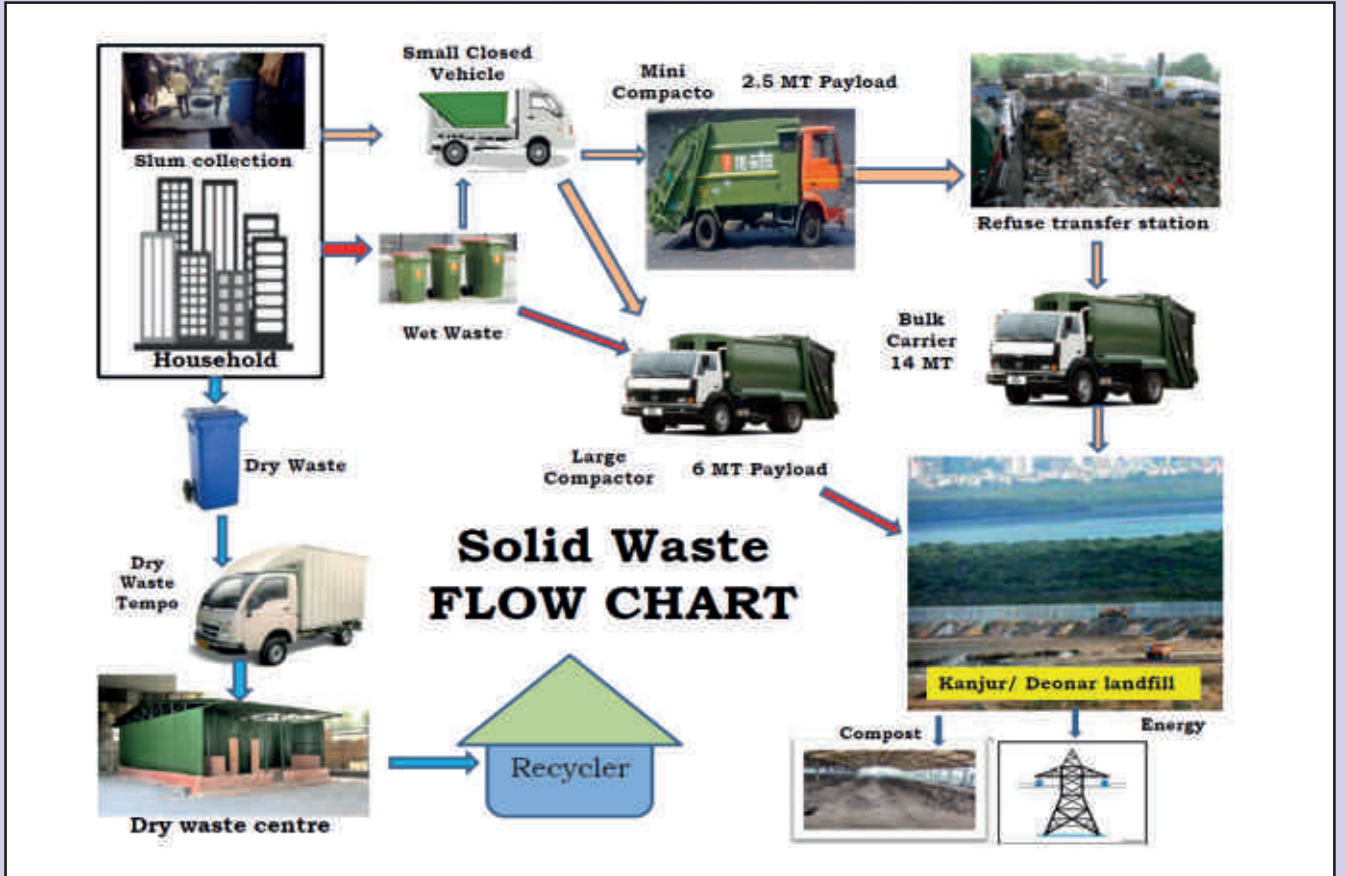 Small Closed
Vehicle
Mini
Compacto
2.5 MT Payload
Slum collection
Refuse transfer station
Household
Wet Waste
Bulk
Carrier
14 MT
Dry Waste
Large
Compactor
6 MT Payload
Dry
Waste
Tempo
Solid Waste
FLOW CHART
Kanjur/ Deonar landfill
Compost
Energy
Recycler
Dry waste centre